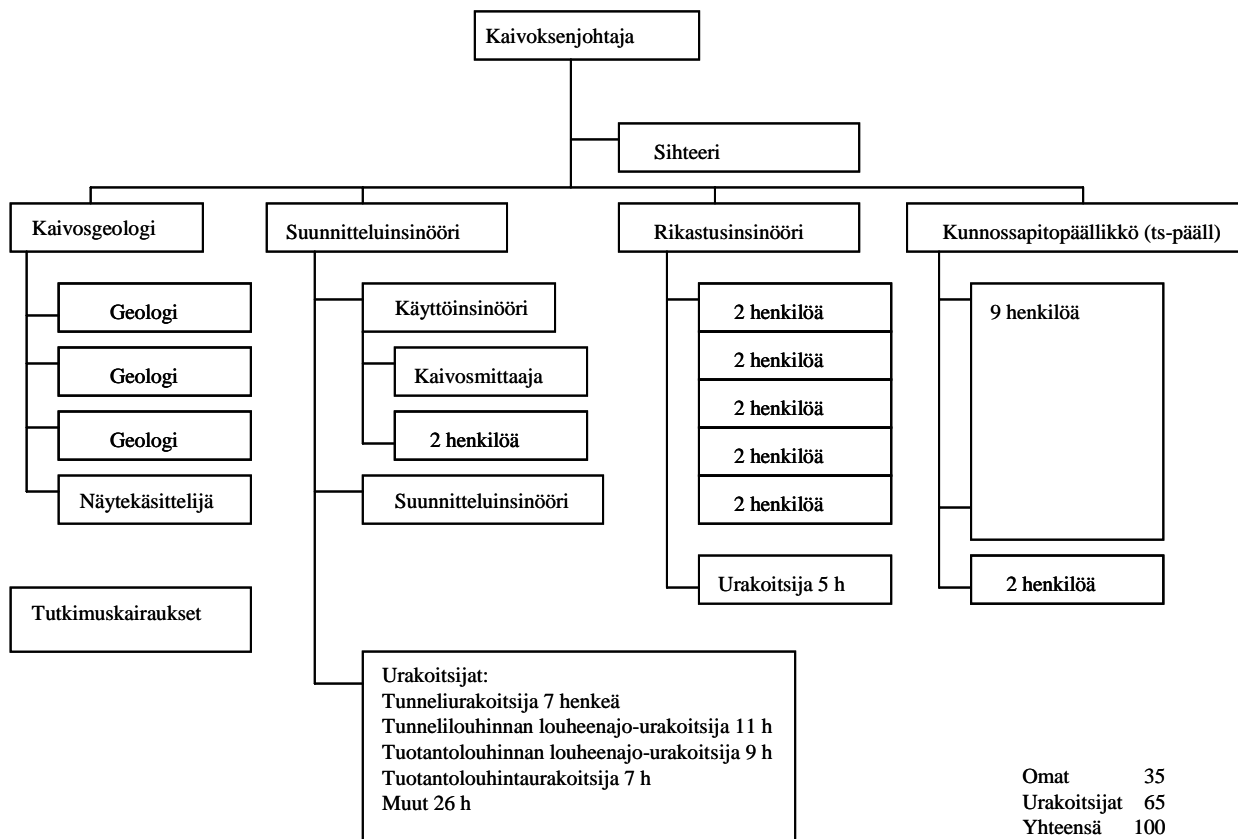 Kaivoksenjohtaja
Sihteeri
Kaivosgeologi
Suunnitteluinsinööri
Rikastusinsinööri
Kunnossapitopäällikkö (ts-pääll)
Geologi
Geologi
Geologi
Näytekäsittelijä
Tutkimuskairaukset
Käyttöinsinööri
Kaivosmittaaja
2 henkilöä
Suunnitteluinsinööri
Urakoitsijat:
Tunneliurakoitsija 7 henkeä
Tunnelilouhinnan louheenajo-urakoitsija 11 h
Tuotantolouhinnan louheenajo-urakoitsija 9 h
Tuotantolouhintaurakoitsija 7 h
Muut 26 h
2 henkilöä
2 henkilöä
2 henkilöä
2 henkilöä
2 henkilöä
Urakoitsija 5 h
9 henkilöä
2 henkilöä
Omat 35
Urakoitsijat 65
Yhteensä 100